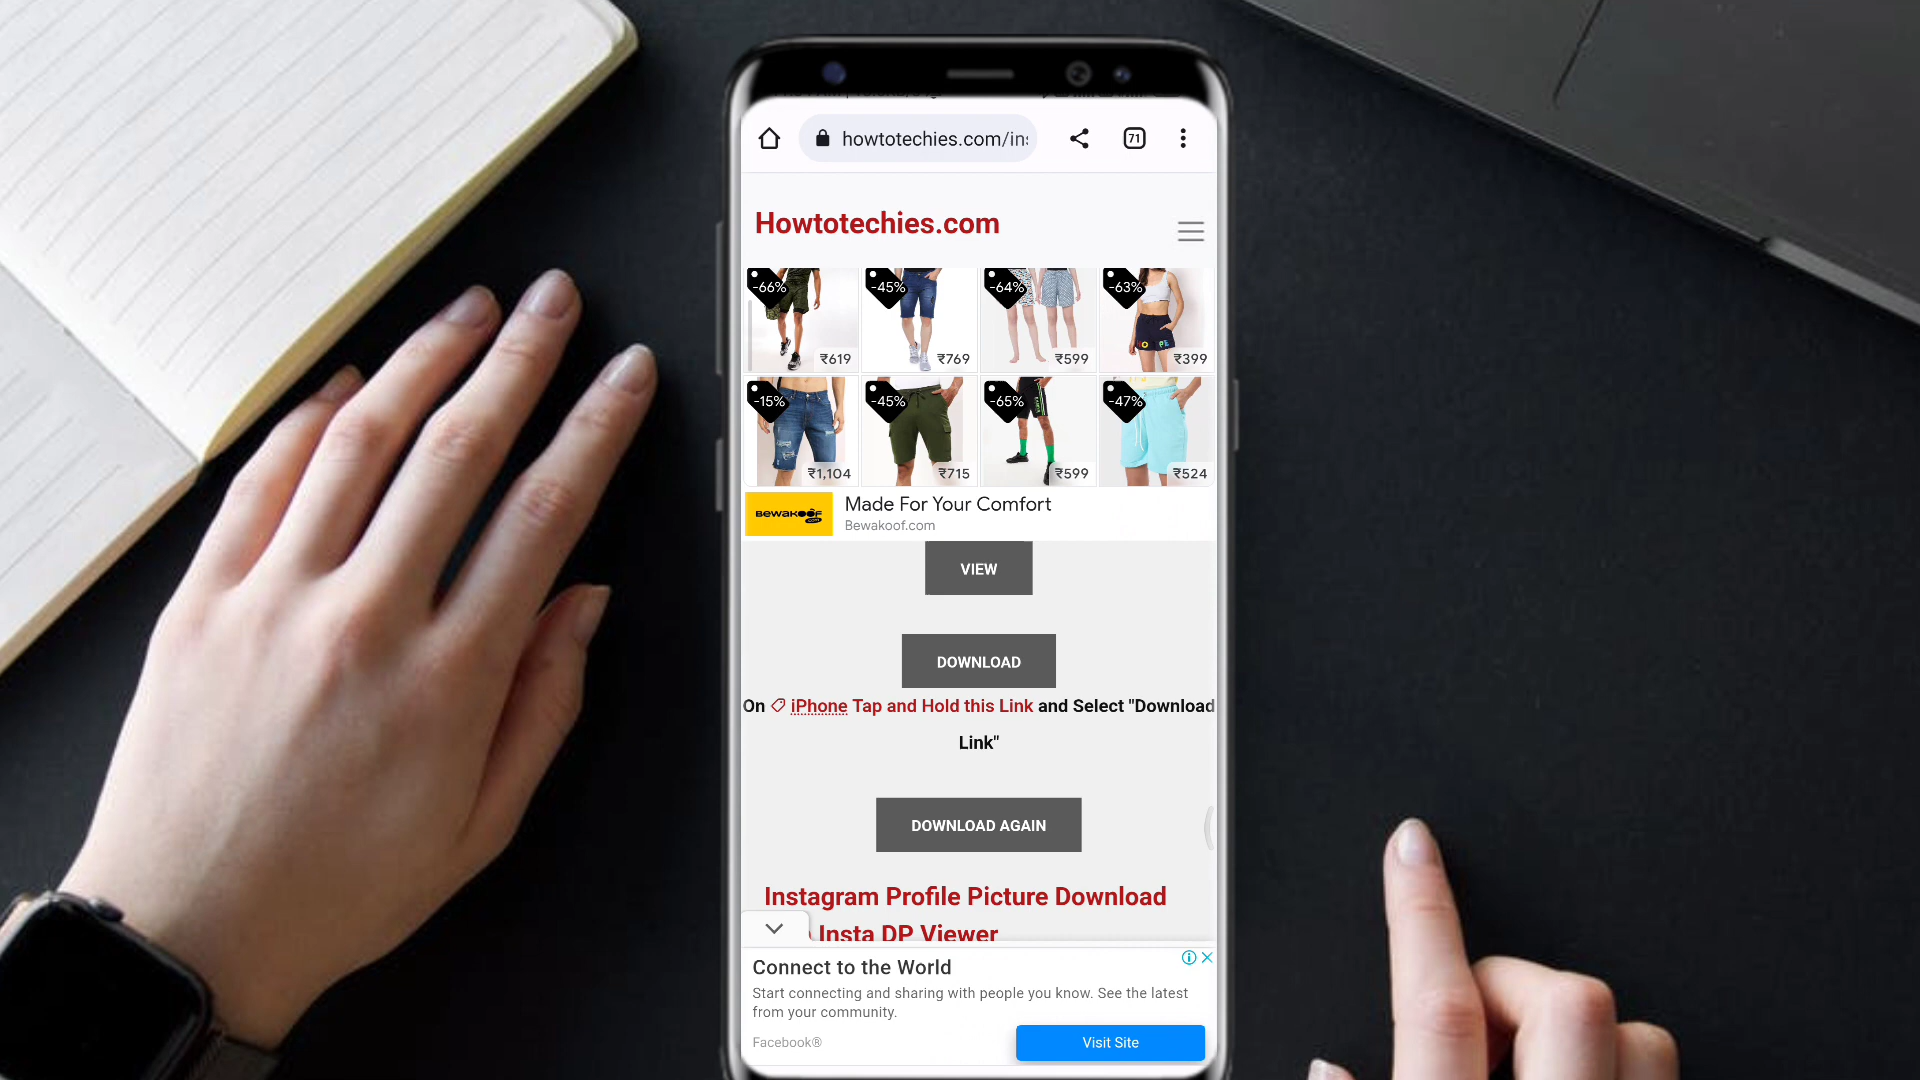 howtotechies.com/in
71
Howtotechies.com
-66%
-45%
-64%
-63%
₹619
₹769
₹599
₹399
-15%
-45%
-65%
-47%
₹1,104
₹715
₹599
₹524
BEWAKOOF
.COM
Made For Your Comfort
Bewakoof.com
VIEW
DOWNLOAD
On iPhone Tap and Hold this Link and Select "Download
Link"
DOWNLOAD AGAIN
Instagram Profile Picture Download
Insta DP Viewer
Connect to the World
Start connecting and sharing with people you know. See the latest
from your community.
Facebook®
Visit Site